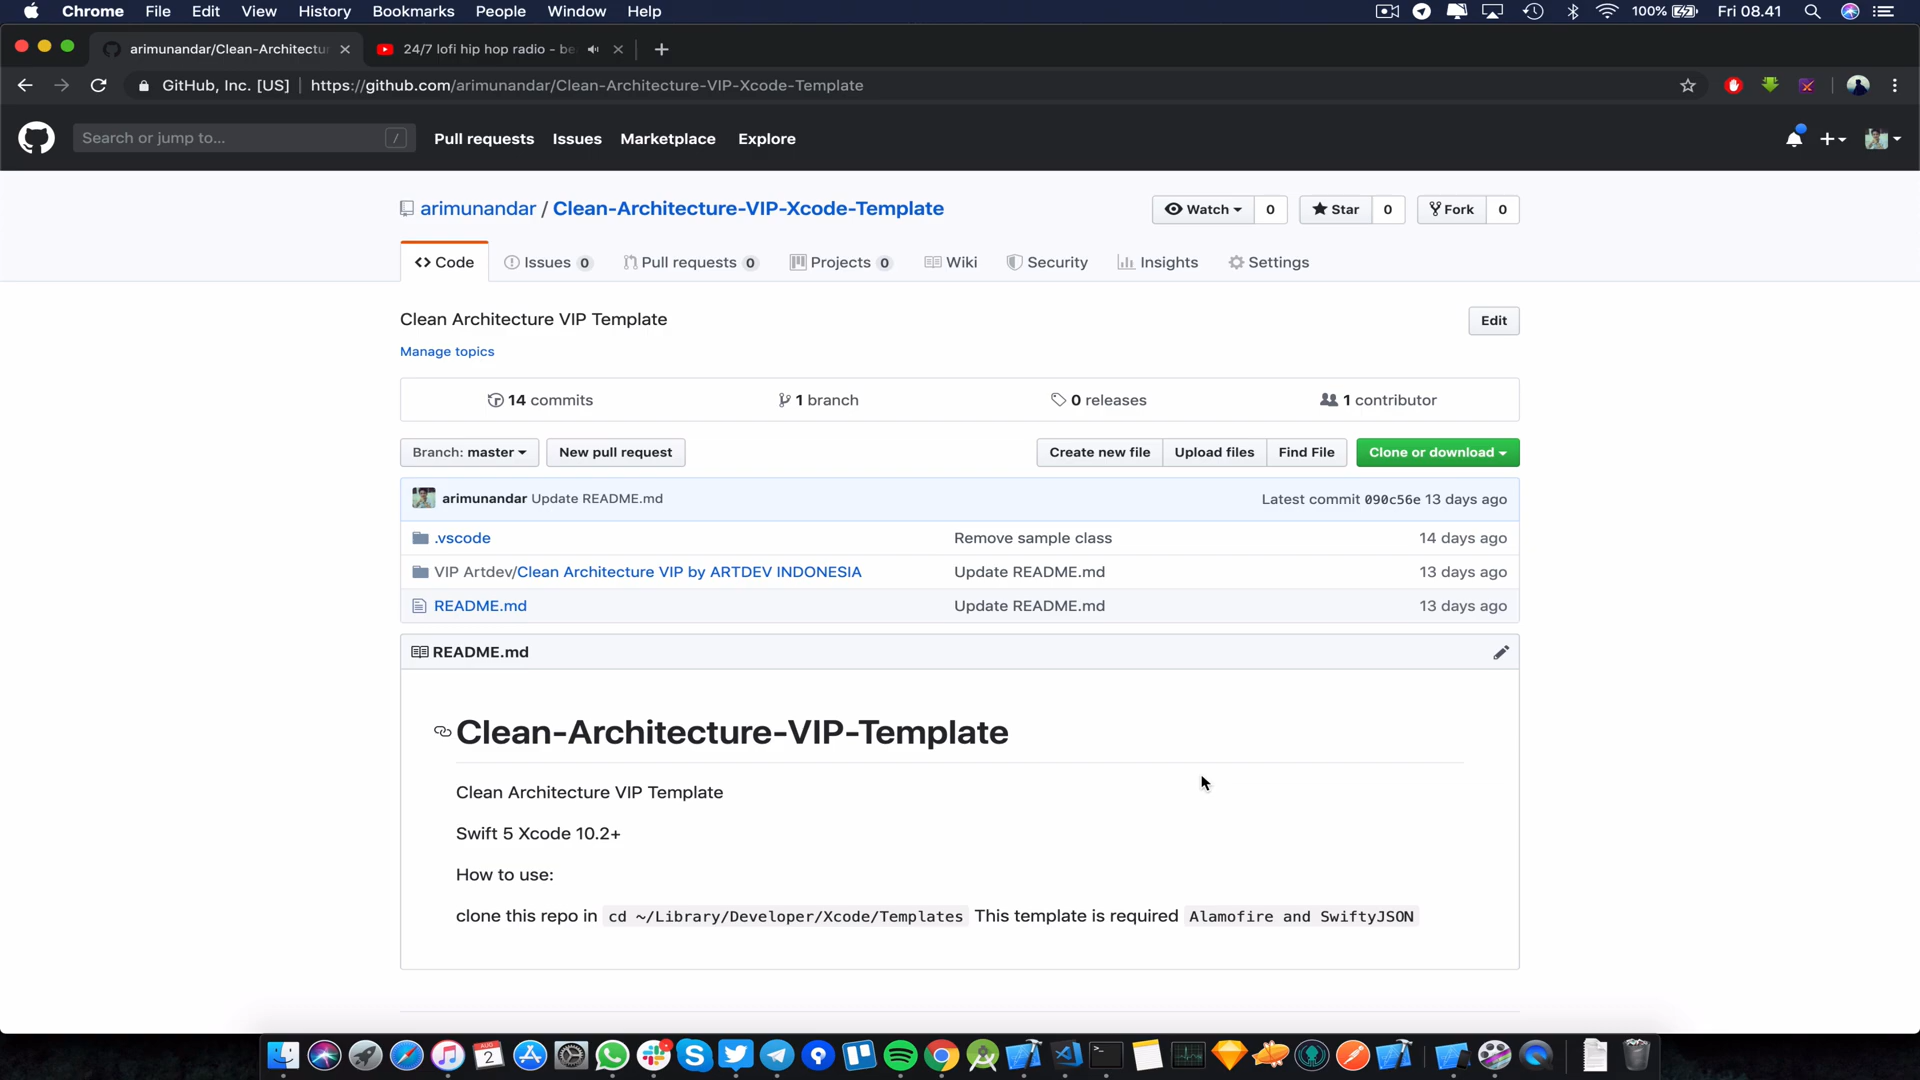 Chrome File Edit View History Bookmarks People Window Help 100% Fri 08.41
arimunandar/Clean-Architectur 24/7 lofi hip hop radio - be
GitHub, Inc. [US] https://github.com/arimunandar/Clean-Architecture-VIP-Xcode-Template
Search or jump to... / Pull requests Issues Marketplace Explore
arimunandar / Clean-Architecture-VIP-Xcode-Template Watch 0 Star 0 Fork 0
Code Issues 0 Pull requests 0 Projects 0 Wiki Security Insights Settings
Clean Architecture VIP Template Edit
Manage topics
14 commits 1 branch 0 releases 1 contributor
Branch: master New pull request Create new file Upload files Find File Clone or download
arimunandar Update README.md Latest commit 090c56e 13 days ago
.vscode Remove sample class 14 days ago
VIP Artdev/Clean Architecture VIP by ARTDEV INDONESIA Update README.md 13 days ago
README.md Update README.md 13 days ago
README.md
Clean-Architecture-VIP-Template
Clean Architecture VIP Template
Swift 5 Xcode 10.2+
How to use:
clone this repo in cd ~/Library/Developer/Xcode/Templates This template is required Alamofire and SwiftyJSON
AUG
2